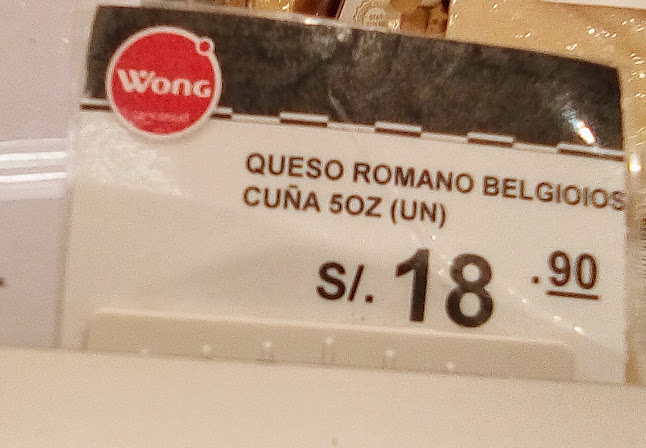 WONG
QUESO ROMANO BELGIOIOS
CUÑA 5OZ (UN)
S/. 18.90